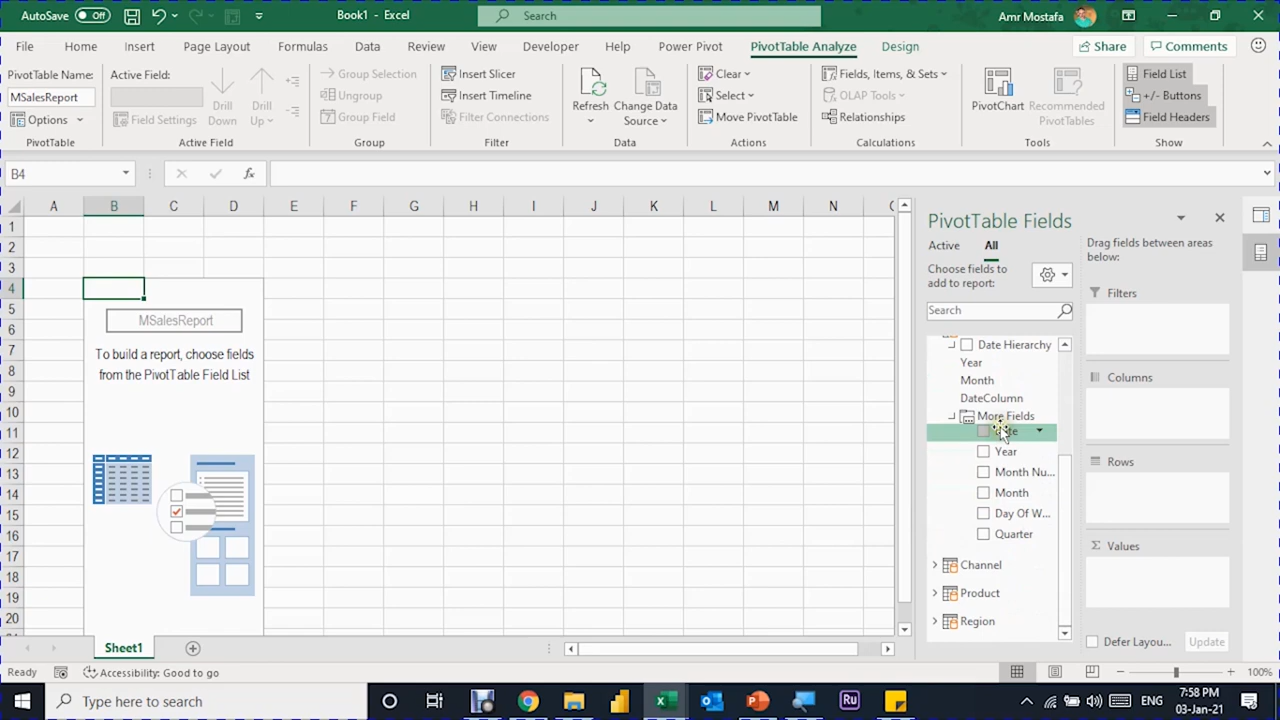 AutoSave Off Book1 - Excel Search Amr Mostafa
File Home Insert Page Layout Formulas Data Review View Developer Help Power Pivot PivotTable Analyze Design Share Comments
PivotTable Name:
MSalesReport
Options
PivotTable
Active Field:
Field Settings
Drill Down
Drill Up
Active Field
Group Selection
Ungroup
Group Field
Group
Insert Slicer
Insert Timeline
Filter Connections
Filter
Refresh
Change Data Source
Data
Clear
Select
Move PivotTable
Actions
Fields, Items, & Sets
OLAP Tools
Relationships
Calculations
PivotChart
Recommended PivotTables
Tools
Field List
+/- Buttons
Field Headers
Show
B4 fx
A B C D E F G H I J K L M N
1
2
3
4
5
6
7
8
9
10
11
12
13
14
15
16
17
18
19
20
MSalesReport
To build a report, choose fields
from the PivotTable Field List
PivotTable Fields
Active All
Choose fields to
add to report:
Search
Date Hierarchy
Year
Month
DateColumn
More Fields
Year
Month Nu...
Month
Day Of W...
Quarter
Channel
Product
Region
Drag fields between areas
below:
Filters
Columns
Rows
Σ Values
Defer Layou... Update
Sheet1
Ready Accessibility: Good to go 100%
Type here to search
Ru
ENG
7:58 PM
03-Jan-21